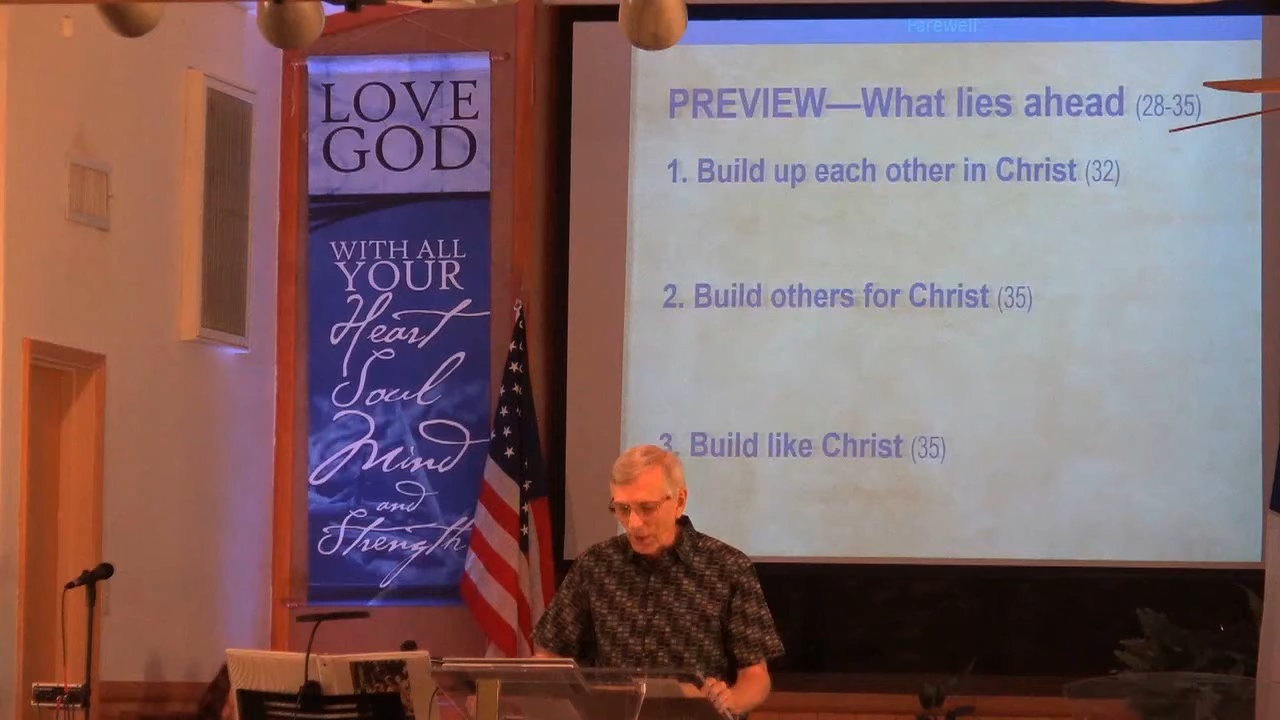 LOVE
GOD
WITH ALL
YOUR
Heart
Soul
Mind
and
Strength
Farewell
PREVIEW—What lies ahead (28-35)
1. Build up each other in Christ (32)
2. Build others for Christ (35)
3. Build like Christ (35)